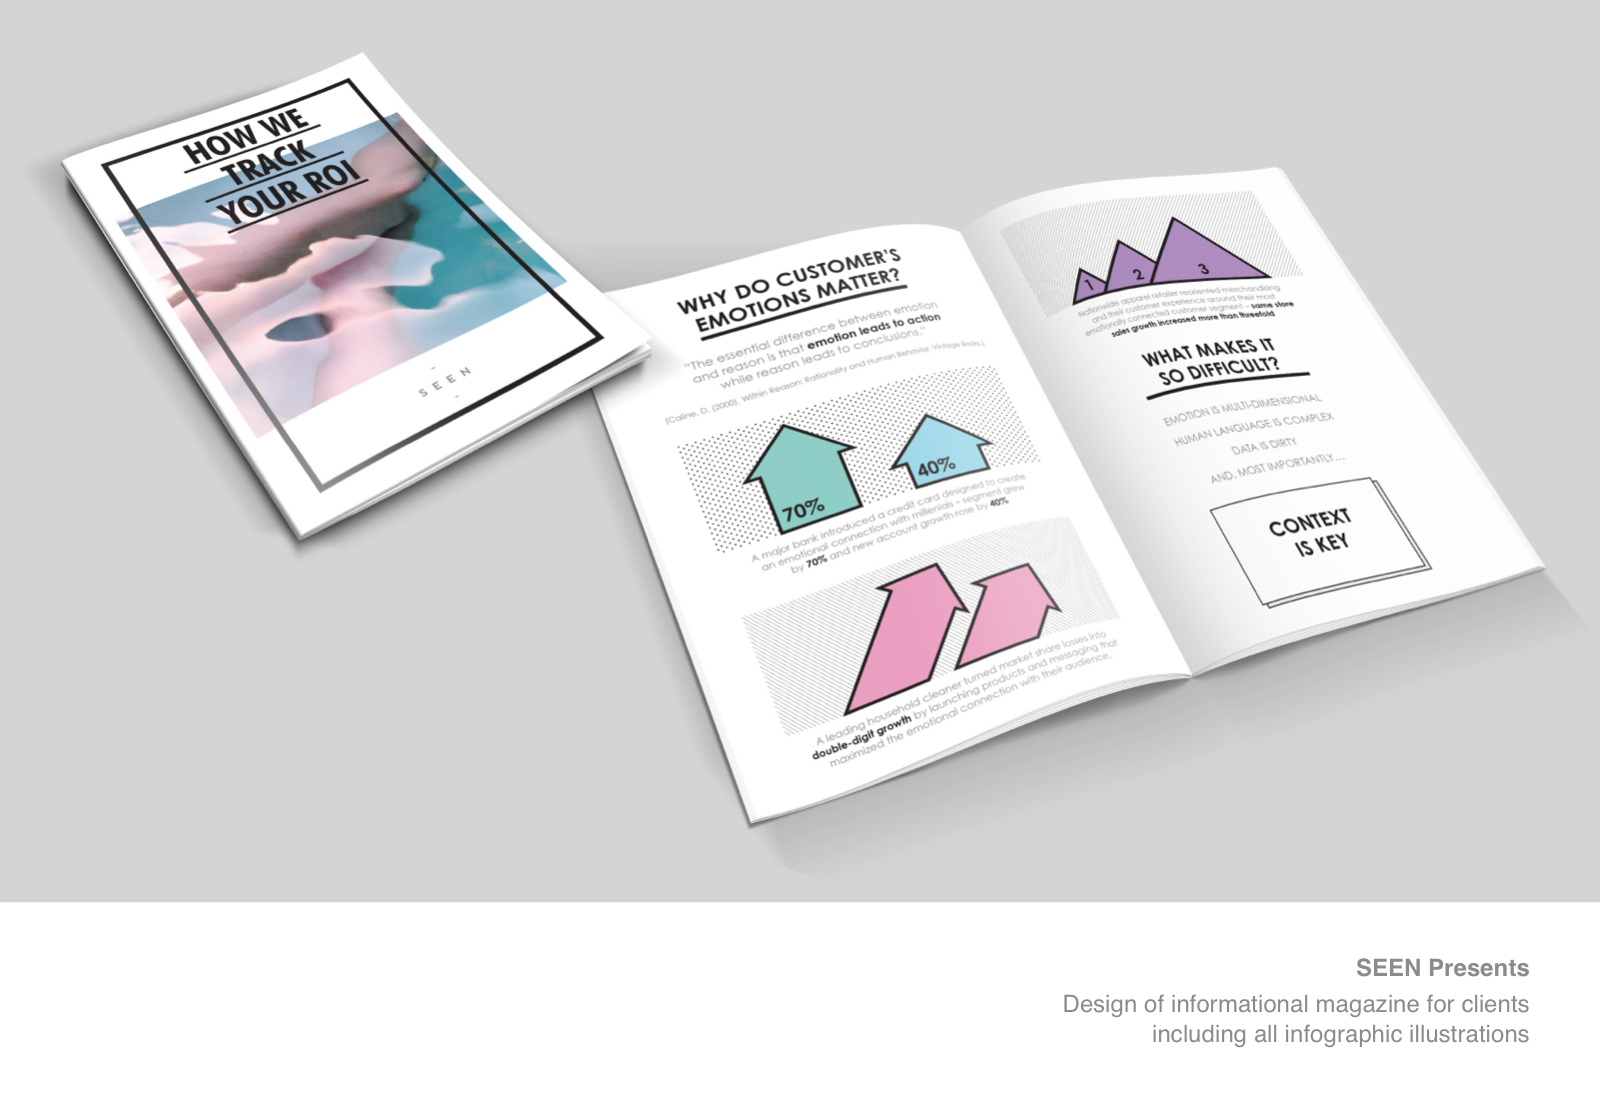 HOW WE
TRACK
YOUR ROI
SEEN
WHY DO CUSTOMER'S
EMOTIONS MATTER?
"The essential difference between emotion
and reason is that emotion leads to action
while reason leads to conclusions."
(Caline, D. (2000). Within Reason: Rationality and Human Behavior. Vintage Books.)
70%
40%
A major bank introduced a credit card designed to create
an emotional connection with millenials – segment grew
by 70% and new account growth rose by 40%
A leading household cleaner turned market share losses into
double-digit growth by launching products and messaging that
maximized the emotional connection with their audience.
1
2
3
Nationwide apparel retailer reoriented merchandising
and their customer experience around their most
emotionally connected customer segment – same store
sales growth increased more than threefold
WHAT MAKES IT
SO DIFFICULT?
EMOTION IS MULTI-DIMENSIONAL
HUMAN LANGUAGE IS COMPLEX
DATA IS DIRTY
AND, MOST IMPORTANTLY...
CONTEXT
IS KEY
SEEN Presents
Design of informational magazine for clients
including all infographic illustrations